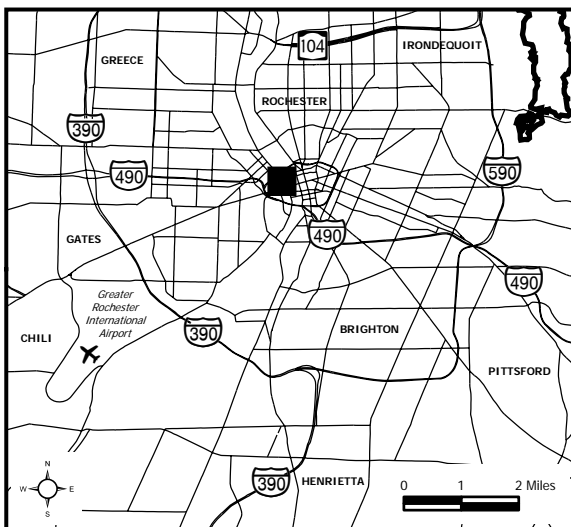 104
IRONDEQUOIT
GREECE
ROCHESTER
390
490
590
GATES
490
490
Greater
Rochester
International
Airport
CHILI
390
BRIGHTON
PITTSFORD
N
W
E
S
390
HENRIETTA
0 1 2 Miles